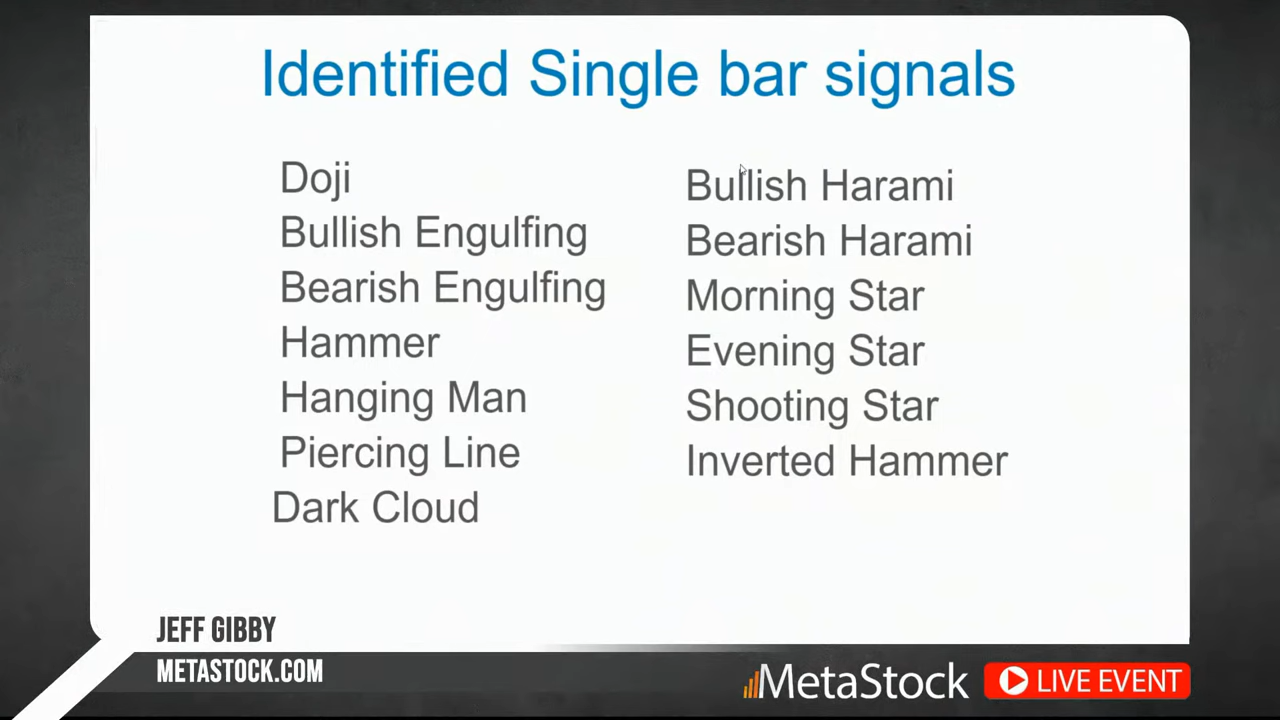 Identified Single bar signals
Doji
Bullish Engulfing
Bearish Engulfing
Hammer
Hanging Man
Piercing Line
Dark Cloud
Bullish Harami
Bearish Harami
Morning Star
Evening Star
Shooting Star
Inverted Hammer
JEFF GIBBY
METASTOCK.COM
MetaStock
LIVE EVENT